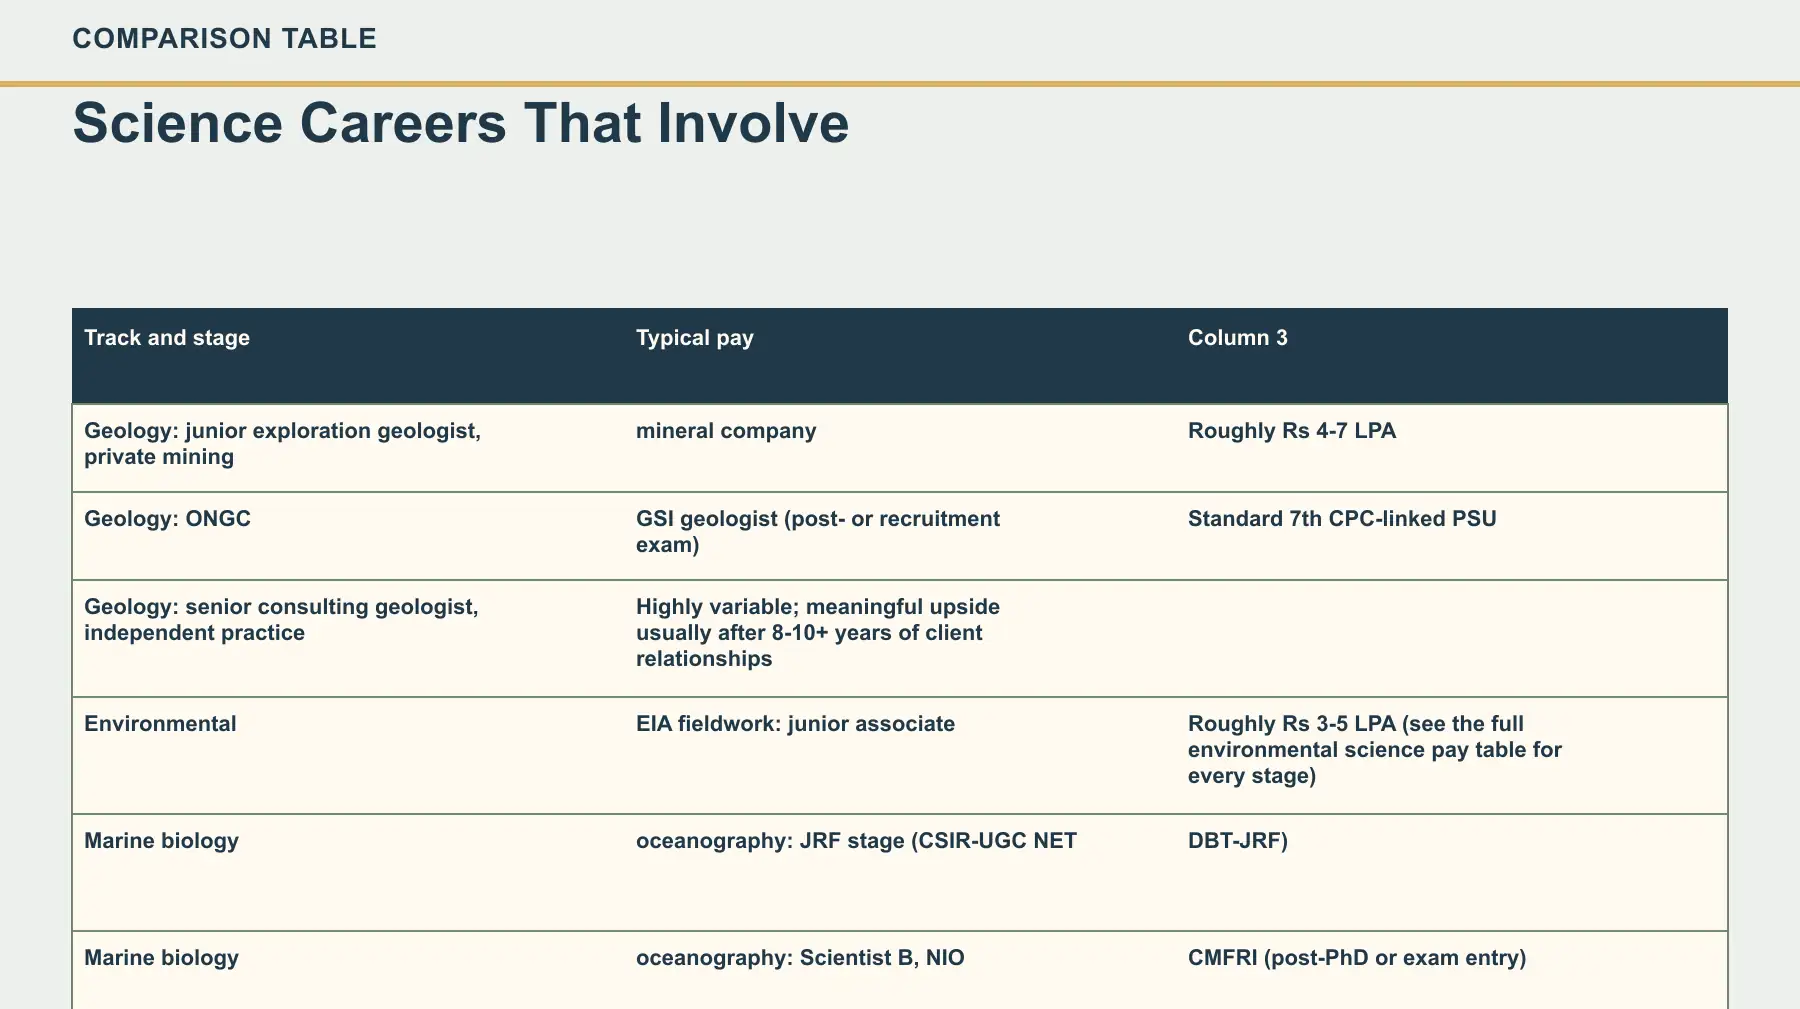 COMPARISON TABLE
Science Careers That Involve
Track and stage
Typical pay
Column 3
Geology: junior exploration geologist,
private mining
mineral company
Roughly Rs 4-7 LPA
Geology: ONGC
GSI geologist (post- or recruitment
exam)
Standard 7th CPC-linked PSU
Geology: senior consulting geologist,
independent practice
Highly variable; meaningful upside
usually after 8-10+ years of client
relationships
Environmental
EIA fieldwork: junior associate
Roughly Rs 3-5 LPA (see the full
environmental science pay table for
every stage)
Marine biology
oceanography: JRF stage (CSIR-UGC NET
DBT-JRF)
Marine biology
oceanography: Scientist B, NIO
CMFRI (post-PhD or exam entry)